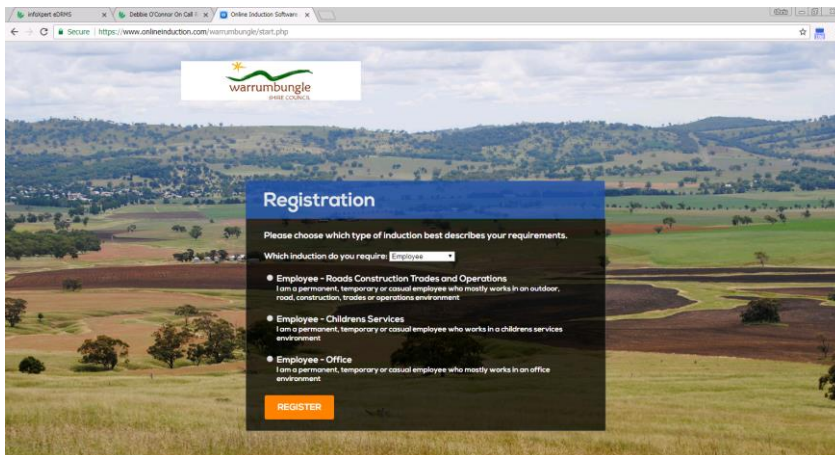 infoXpert eDRMS
Debbie O'Connor On Call
Online Induction Software
Secure
https://www.onlineinduction.com/warrumbungle/start.php
warrumbungle
SHIRE COUNCIL
Registration
Please choose which type of induction best describes your requirements.
Which induction do you require: Employee
Employee - Roads Construction Trades and Operations
I am a permanent, temporary or casual employee who mostly works in an outdoor,
road, construction, trades or operations environment
Employee - Childrens Services
I am a permanent, temporary or casual employee who works in a childrens services
environment
Employee - Office
I am a permanent, temporary or casual employee who mostly works in an office
environment
REGISTER